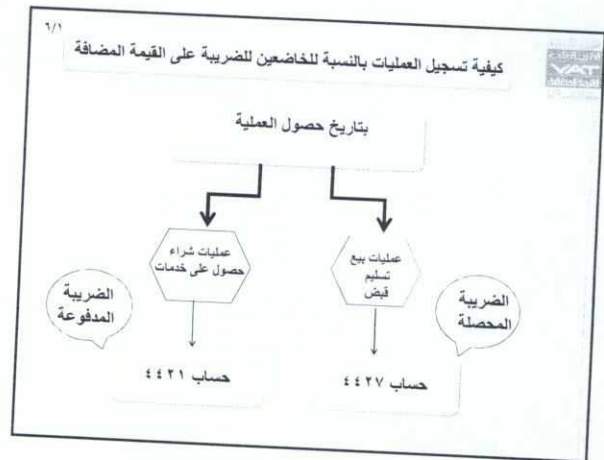 ٦/١
VAT
كيفية تسجيل العمليات بالنسبة للخاضعين للضريبة على القيمة المضافة
بتاريخ حصول العملية
عمليات بيع
تسليم
قبض
عمليات شراء
حصول على خدمات
الضريبة
المحصلة
الضريبة
المدفوعة
حساب ٤٤٢٧
حساب ٤٤٢١